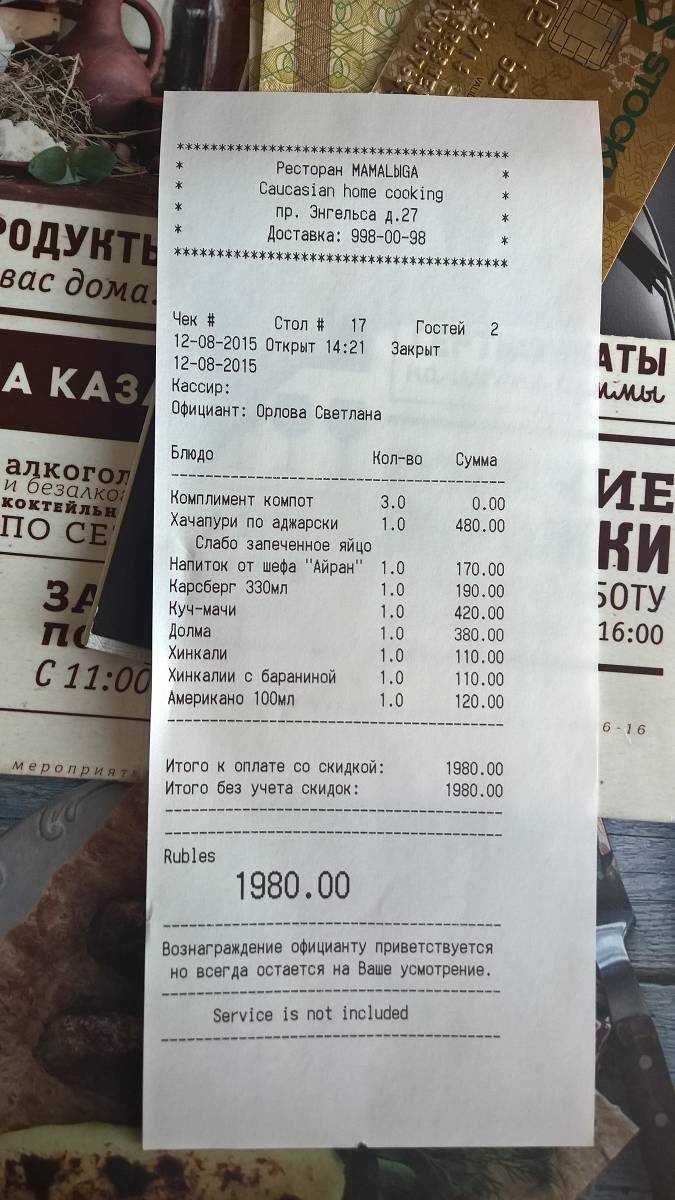 STOCK
РОДУКТЫ
вас дома.
А КАЗ
алкогол
и безалко
коктейльн
ПО СЕ
ЗА
по
С 11:00
мероприят
****************************************
* Ресторан MAMALЫGA *
* Caucasian home cooking *
* пр. Энгельса д.27 *
* Доставка: 998-00-98 *
****************************************
Чек # Стол # 17 Гостей 2
12-08-2015 Открыт 14:21 Закрыт
12-08-2015
Кассир:
Официант: Орлова Светлана
Блюдо Кол-во Сумма
Комплимент компот 3.0 0.00
Хачапури по аджарски 1.0 480.00
Слабо запеченное яйцо
Напиток от шефа "Айран" 1.0 170.00
Карсберг 330мл 1.0 190.00
Куч-мачи 1.0 420.00
Долма 1.0 380.00
Хинкали 1.0 110.00
Хинкалии с бараниной 1.0 110.00
Американо 100мл 1.0 120.00
Итого к оплате со скидкой: 1980.00
Итого без учета скидок: 1980.00
Rubles
1980.00
Вознаграждение официанту приветствуется
но всегда остается на Ваше усмотрение.
Service is not included
АТЫ
ммы
ИЕ
КИ
БОТУ
16:00
6-16